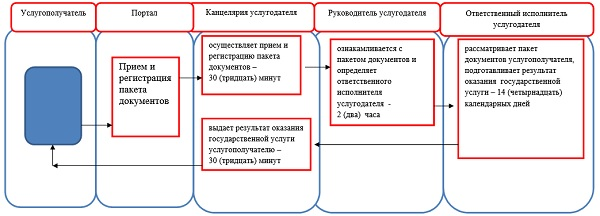 Услугополучатель
Портал
Канцелярия услугодателя
Руководитель услугодателя
Ответственный исполнитель
услугодателя
Прием и
регистрация
пакета
документов
осуществляет прием и
регистрацию пакета
документов –
30 (тридцать) минут
ознакамливается с
пакетом документов и
определяет
ответственного
исполнителя
услугодателя -
2 (два) часа
рассматривает пакет
документов услугополучателя,
подготавливает результат
оказания государственной
услуги – 14 (четырнадцать)
календарных дней
выдает результат оказания
государственной услуги
услугополучателю –
30 (тридцать) минут